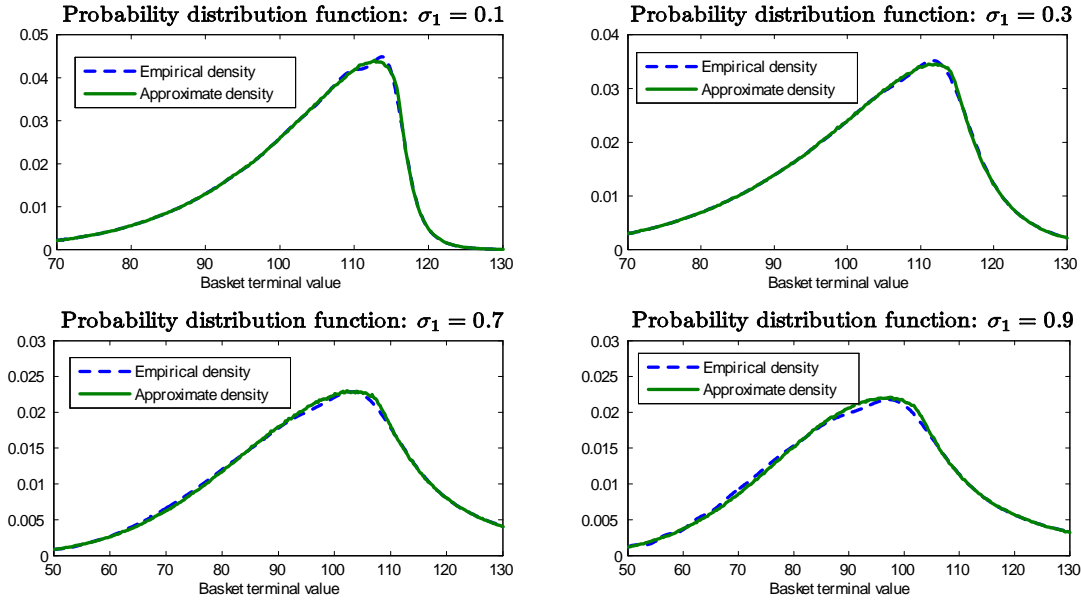 Probability distribution function: σ₁ = 0.1
0.05
0.04
0.03
0.02
0.01
0
Empirical density
Approximate density
70 80 90 100 110 120 130
Basket terminal value
Probability distribution function: σ₁ = 0.3
0.04
0.03
0.02
0.01
0
Empirical density
Approximate density
70 80 90 100 110 120 130
Basket terminal value
Probability distribution function: σ₁ = 0.7
0.03
0.025
0.02
0.015
0.01
0.005
0
Empirical density
Approximate density
50 60 70 80 90 100 110 120 130
Basket terminal value
Probability distribution function: σ₁ = 0.9
0.03
0.025
0.02
0.015
0.01
0.005
0
Empirical density
Approximate density
50 60 70 80 90 100 110 120 130
Basket terminal value